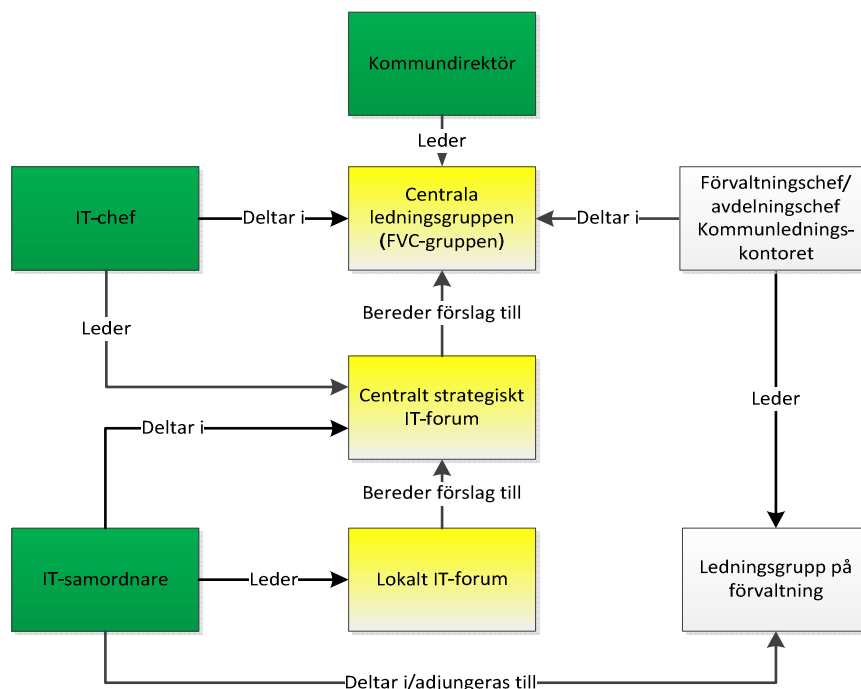 Kommundirektör
Leder
IT-chef
Deltar i
Centrala
ledningsgruppen
(FVC-gruppen)
Deltar i
Förvaltningschef/
avdelningschef
Kommunlednings-
kontoret
Leder
Bereder förslag till
Centralt strategiskt
IT-forum
Leder
Deltar i
Bereder förslag till
IT-samordnare
Leder
Lokalt IT-forum
Ledningsgrupp på
förvaltning
Deltar i/adjungeras till